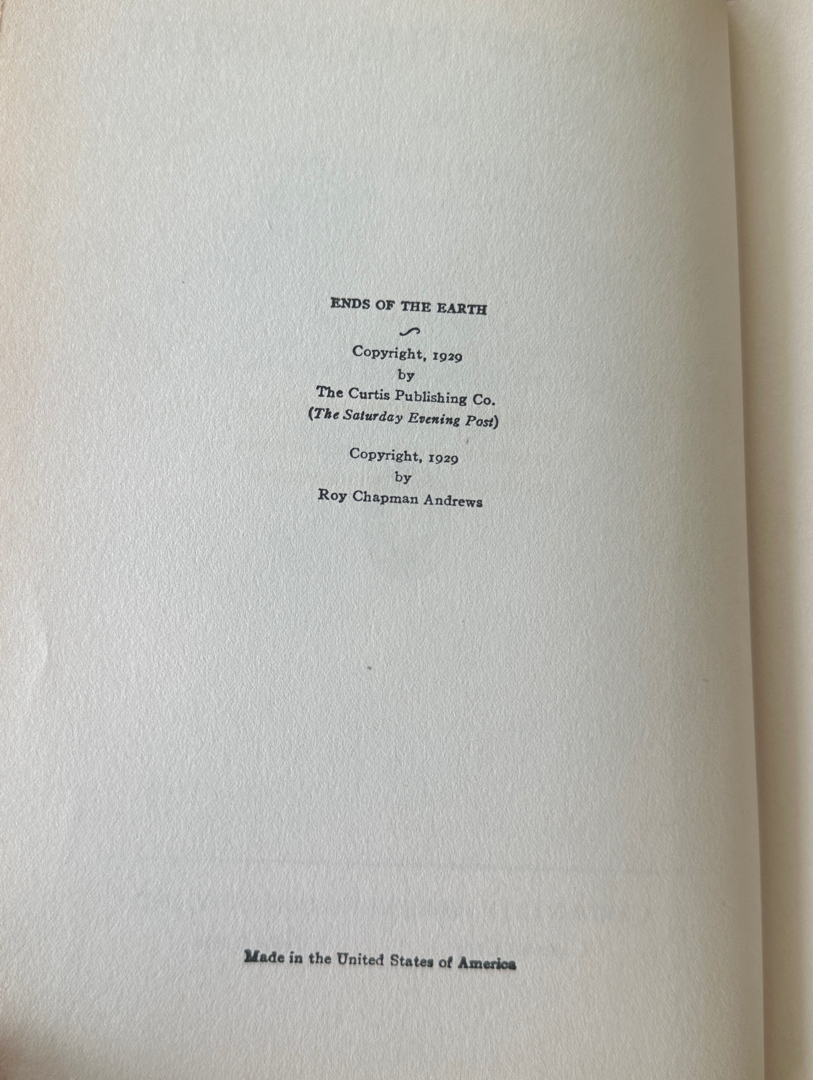 ENDS OF THE EARTH
Copyright, 1929
by
The Curtis Publishing Co.
(The Saturday Evening Post)
Copyright, 1929
by
Roy Chapman Andrews
Made in the United States of America